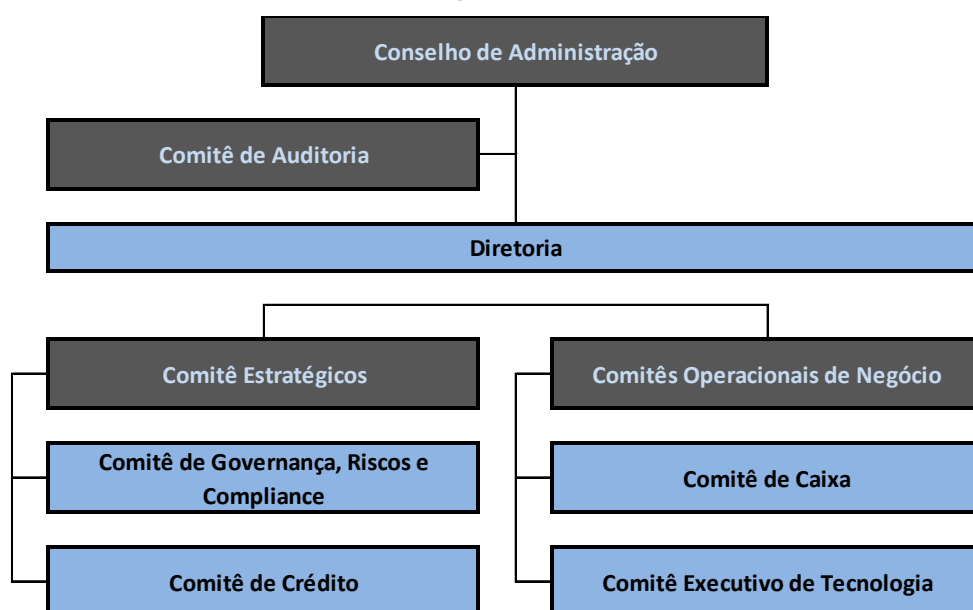 Conselho de Administração
Comitê de Auditoria
Diretoria
Comitê Estratégicos
Comitês Operacionais de Negócio
Comitê de Governança, Riscos e
Compliance
Comitê de Caixa
Comitê de Crédito
Comitê Executivo de Tecnologia